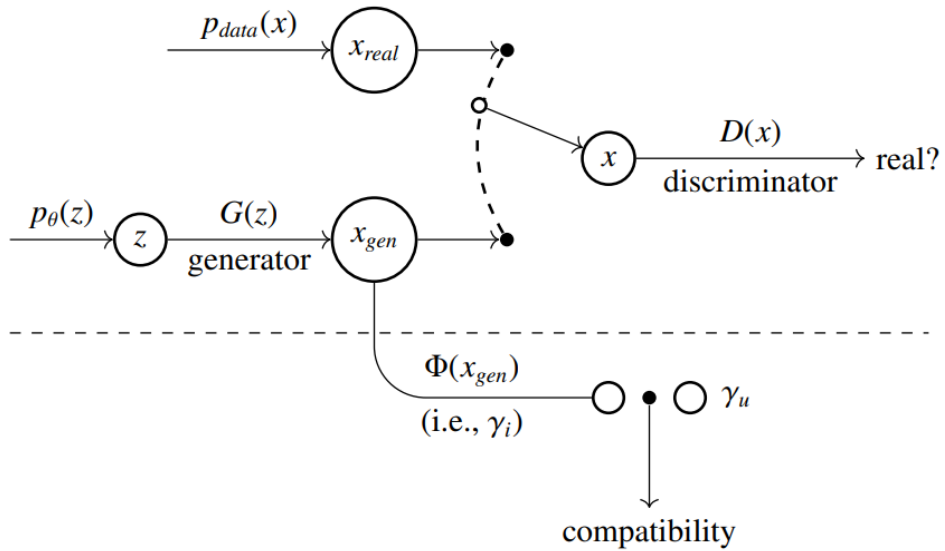 p_data(x)
x_real
D(x)
x
real?
discriminator
p_θ(z)
z
G(z)
generator
x_gen
Φ(x_gen)
(i.e., γ_i)
γ_u
compatibility